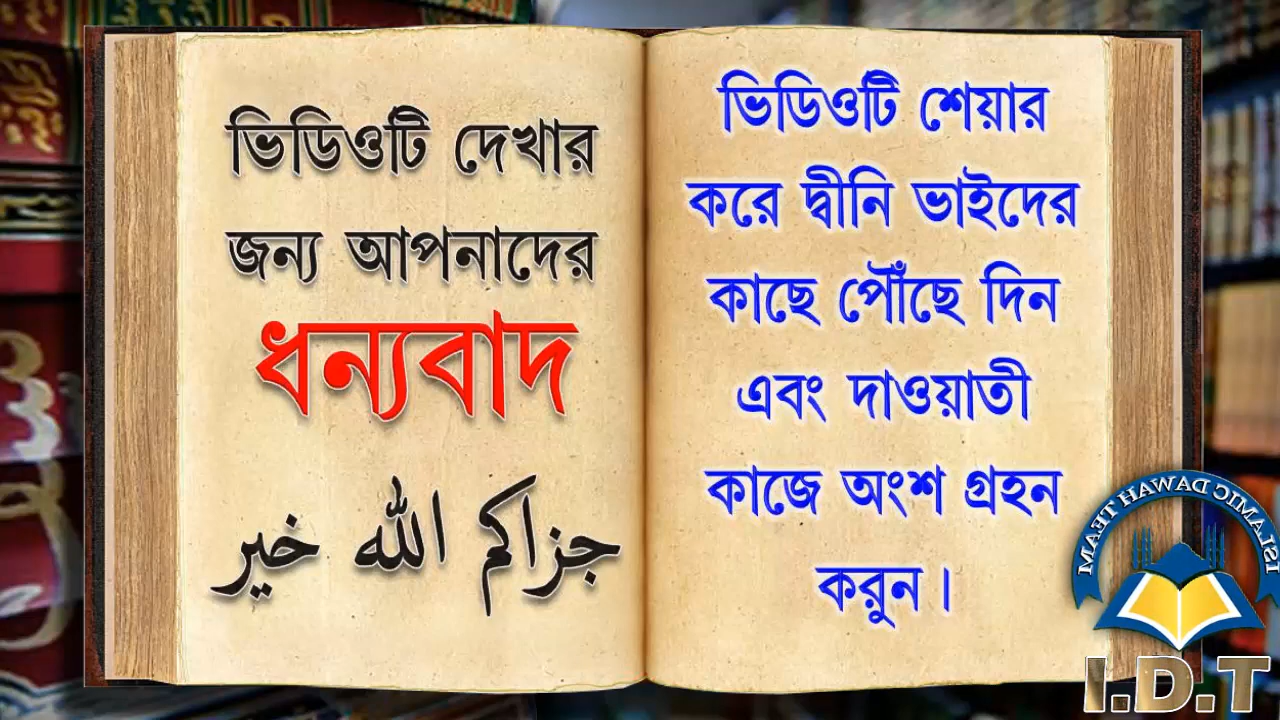 ভিডিওটি দেখার
জন্য আপনাদের
ধন্যবাদ
جزاكم الله خير
ভিডিওটি শেয়ার
করে দ্বীনি ভাইদের
কাছে পৌঁছে দিন
এবং দাওয়াতী
কাজে অংশ গ্রহন
করুন।
ISLAMIC DAWAH TEAM
I.D.T